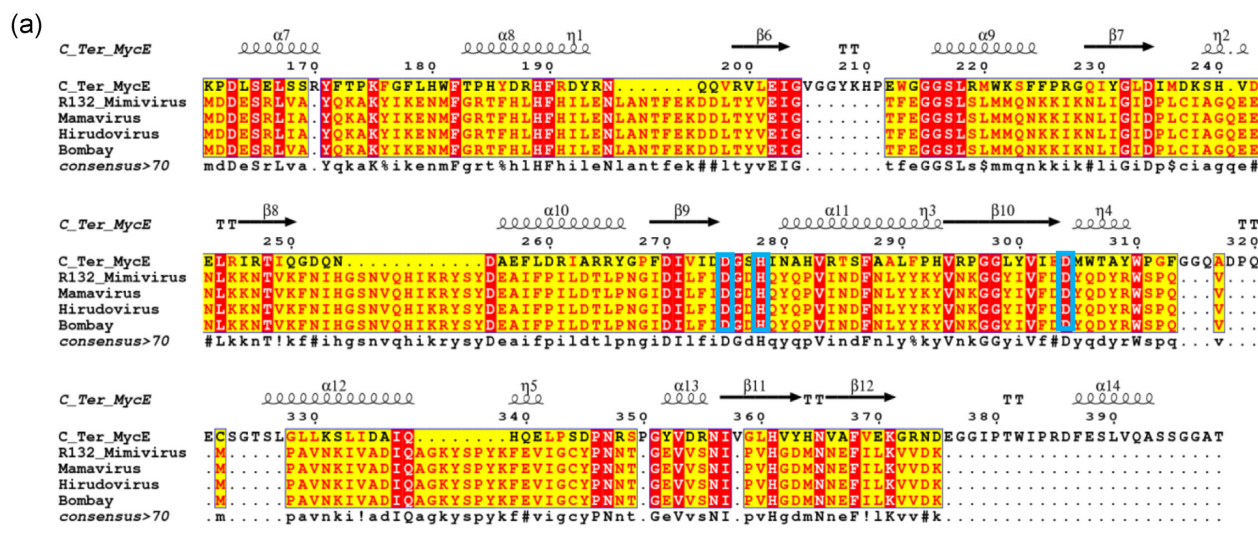 (a)
α7 α8 η1 β6 TT α9 β7 η2
C_Ter_MycE
170 180 190 200 220 230 240
C_Ter_MycE KPDLSELSSRYFTPKFGFLHWFTPHYDRHRDYRN.......QQVRVLEIGVGGYKHPEWGGGSLRMWKSFFPRGQIYGLDIMDKSH.VD
R132_Mimivirus MDDESRLVA.YQKAKYIKENMFGRTFHLHFHILENLANTFEKDDLTYVEIG.......TFEGGSLSLMMQNKKIKNLIGIDPLCIAGQEE
Mamavirus MDDESRLIA.YQKAKYIKENMFGRTFHLHFHILENLANTFEKDDLTYVEIG.......TFEGGSLSLMMQNKKIKNLIGIDPLCIAGQEE
Hirudovirus MDDESRLIA.YQKAKYIKENMFGRTFHLHFHILENLANTFEKDDLTYVEIG.......TFEGGSLSLMMQNKKIKNLIGIDPLCIAGQEE
Bombay MDDESRLVA.YQKAKYIKENMFGRTFHLHFHILENLANTFEKDDLTYVEIG.......TFEGGSLSLMMQNKKIKNLIGIDPLCIAGQEE
consensus>70 mdDeSrLva.YqkaK%ikenmFgrt%hlHFhileNlantfek##ltyvEIG.......tfeGGSLs$mmqnkkik#liGiDp$ciagqe#
TT β8 α10 β9 α11 η3 β10 η4 TT
C_Ter_MycE
250 260 270 280 290 300 310 320
C_Ter_MycE ELRIRTIQGDQN............DAEFLDRIARRYGPFDIVIDDGSHINAHVRTSFAALFPHVRPGGLYVIEDMWTAYWPGFGGQADPQ
R132_Mimivirus NLKKNTVKFNIHGSNVQHIKRYSYDEAIFPILDTLPNGIDILFIDGDHQYQPVINDFNLYYKYVNKGGYIVFDDYQDYRWSPQ...V...
Mamavirus NLKKNTVKFNIHGSNVQHIKRYSYDEAIFPILDTLPNGIDILFIDGDHQYQPVINDFNLYYKYVNKGGYIVFDDYQDYRWSPQ...V...
Hirudovirus NLKKNTVKFNIHGSNVQHIKRYSYDEAIFPILDTLPNGIDILFIDGDHQYQPVINDFNLYYKYVNKGGYIVFDDYQDYRWSPQ...V...
Bombay NLKKNTVKFNIHGSNVQHIKRYSYDEAIFPILDTLPNGIDILFIDGDHQYQPVINDFNLYYKYVNKGGYIVFDDYQDYRWSPQ...V...
consensus>70 #LkknT!kf#ihgsnvqhikrysyDeaifpildtlpngiDIlfiDGdHqyqpVindFnly%kyVnkGGyiVf#DyqdyrWspq...v...
α12 η5 α13 β11 TT β12 TT α14
C_Ter_MycE
330 340 350 360 370 380 390
C_Ter_MycE ECSGTSLGLLKSLIDAIQ........HQELPSDPNRSPGYVDRNIVGLHVYHNVAFVEKGRNDEGGIPTWIPRDFESLVQASSGGAT
R132_Mimivirus .M.....PAVNKIVADIQAGKYSPYKFEVIGCYPNNT.GEVVSNI.PVHGDMNNEFILKVVDK........................
Mamavirus .M.....PAVNKIVADIQAGKYSPYKFEVIGCYPNNT.GEVVSNI.PVHGDMNNEFILKVVDK........................
Hirudovirus .M.....PAVNKIVADIQAGKYSPYKFEVIGCYPNNT.GEVVSNI.PVHGDMNNEFILKVVDK........................
Bombay .M.....PAVNKIVADIQAGKYSPYKFEVIGCYPNNT.GEVVSNI.PVHGDMNNEFILKVVDK........................
consensus>70 .m.....pavnki!adIQagkyspykf#vigcyPNnt.GeVvsNI.pvHgdmNneF!lKvv#k........................